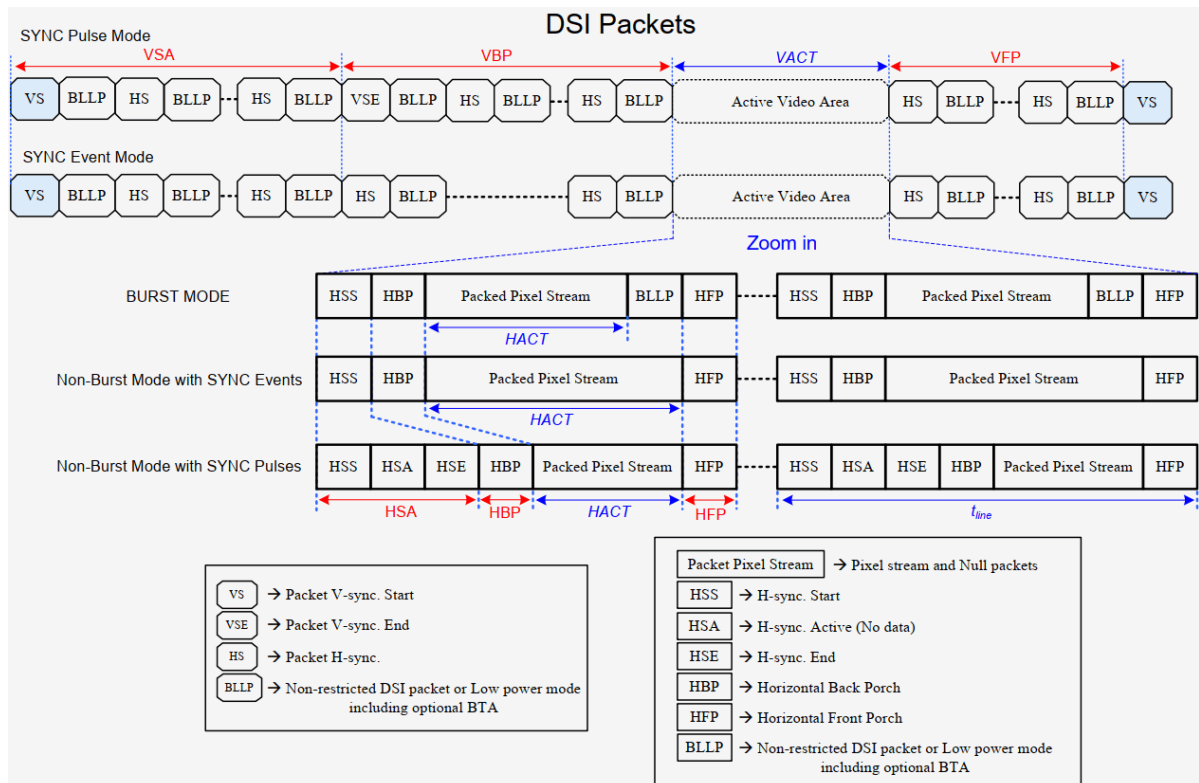 DSI Packets
SYNC Pulse Mode
VSA VBP VACT VFP
VS BLLP HS BLLP HS BLLP VSE BLLP HS BLLP HS BLLP Active Video Area HS BLLP HS BLLP VS
SYNC Event Mode
VS BLLP HS BLLP HS BLLP HS BLLP HS BLLP Active Video Area HS BLLP HS BLLP VS
Zoom in
BURST MODE HSS HBP Packed Pixel Stream BLLP HFP HSS HBP Packed Pixel Stream BLLP HFP
HACT
Non-Burst Mode with SYNC Events HSS HBP Packed Pixel Stream HFP HSS HBP Packed Pixel Stream HFP
HACT
Non-Burst Mode with SYNC Pulses HSS HSA HSE HBP Packed Pixel Stream HFP HSS HSA HSE HBP Packed Pixel Stream HFP
HSA HBP HACT HFP tline
VS → Packet V-sync. Start
VSE → Packet V-sync. End
HS → Packet H-sync.
BLLP → Non-restricted DSI packet or Low power mode
including optional BTA
Packet Pixel Stream → Pixel stream and Null packets
HSS → H-sync. Start
HSA → H-sync. Active (No data)
HSE → H-sync. End
HBP → Horizontal Back Porch
HFP → Horizontal Front Porch
BLLP → Non-restricted DSI packet or Low power mode
including optional BTA